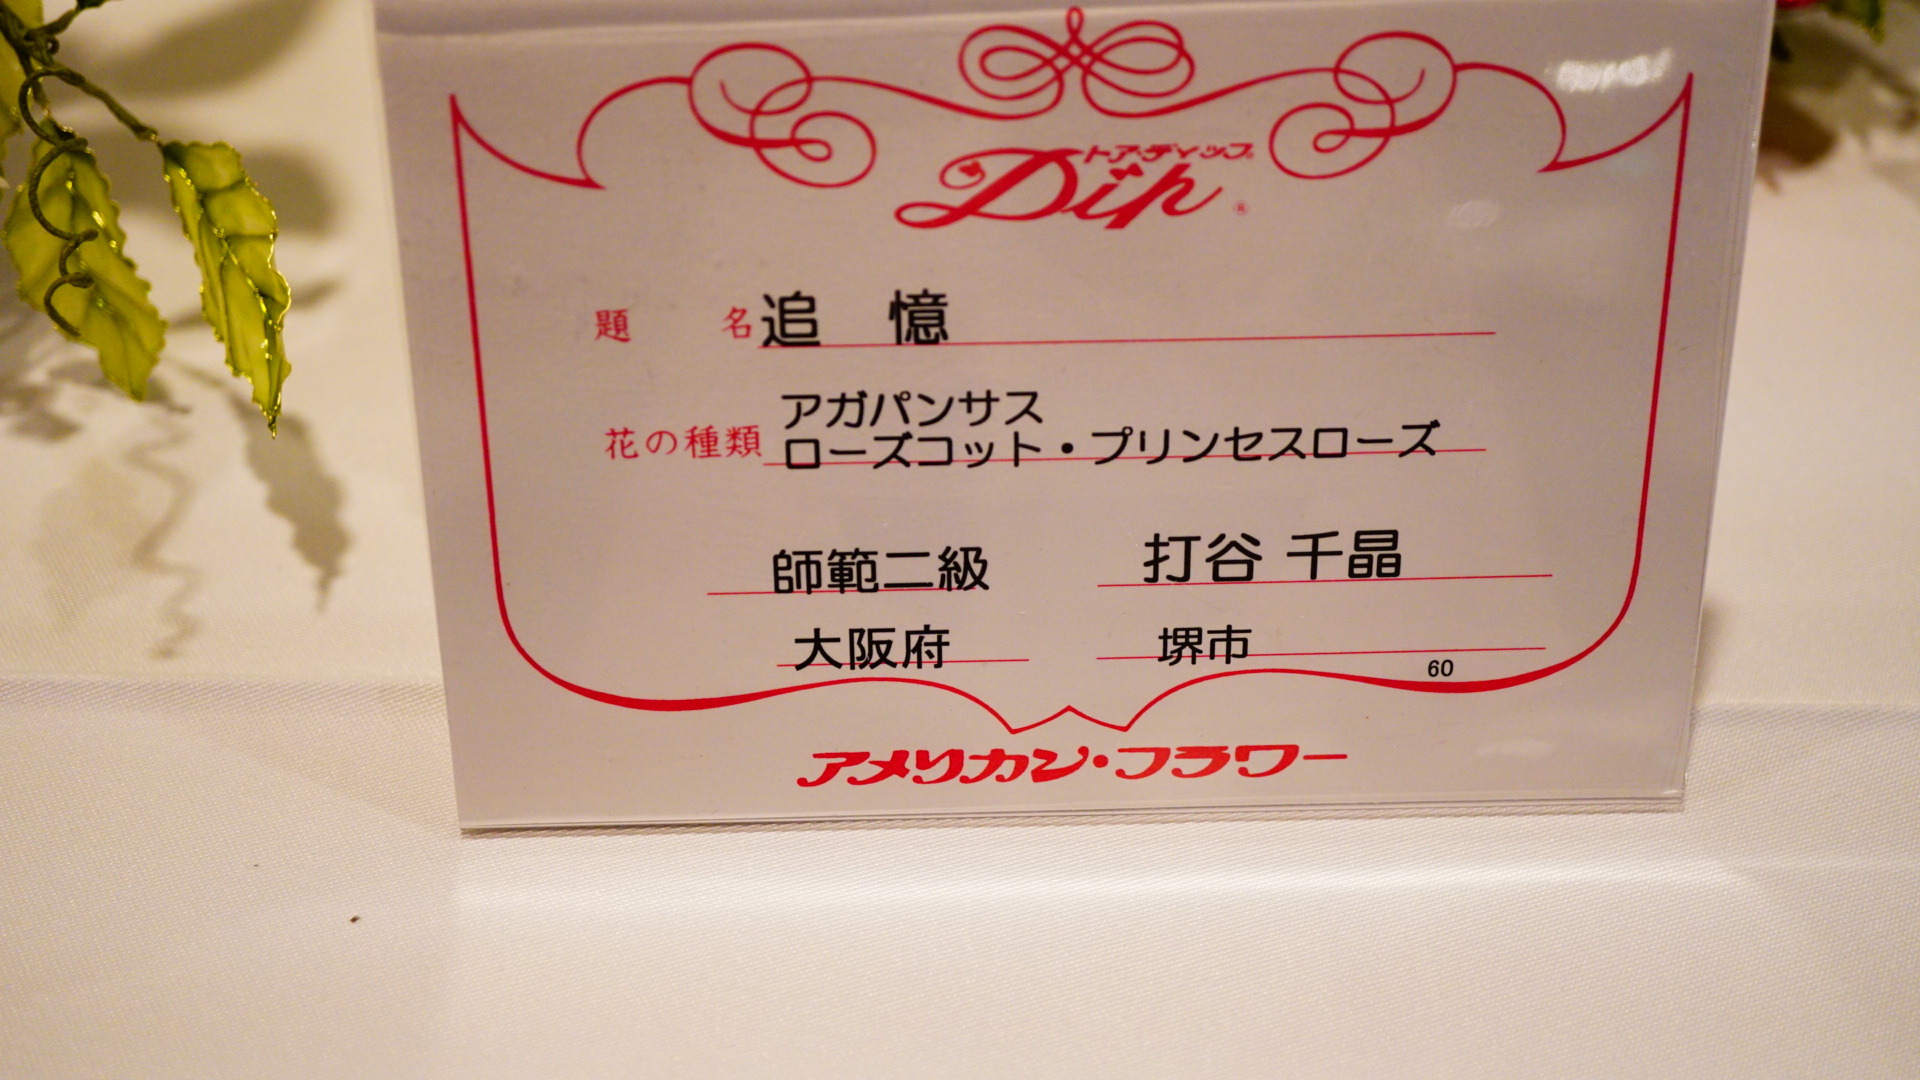 トア・ディップ
Dip ®
題　名 追　憶
アガパンサス
花の種類 ローズコット・プリンセスローズ
師範二級　打谷 千晶
大阪府　堺市
60
アメリカン・フラワー